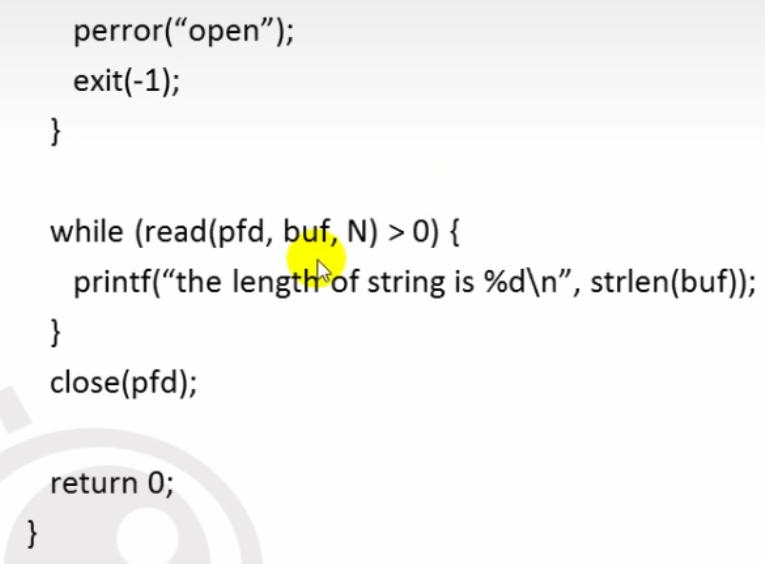 perror(“open”);
exit(-1);
}
while (read(pfd, buf, N) > 0) {
printf(“the length of string is %d\n”, strlen(buf));
}
close(pfd);
return 0;
}